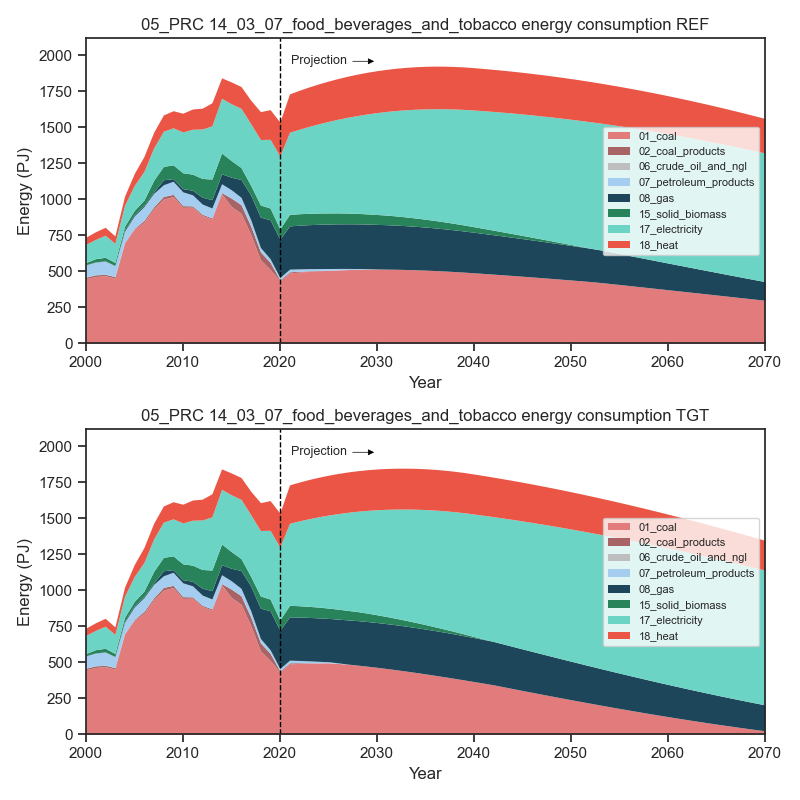 05_PRC 14_03_07_food_beverages_and_tobacco energy consumption REF
2000
1750
1500
1250
1000
750
500
250
0
Energy (PJ)
Projection
01_coal
02_coal_products
06_crude_oil_and_ngl
07_petroleum_products
08_gas
15_solid_biomass
17_electricity
18_heat
2000 2010 2020 2030 2040 2050 2060 2070
Year
05_PRC 14_03_07_food_beverages_and_tobacco energy consumption TGT
2000
1750
1500
1250
1000
750
500
250
0
Energy (PJ)
Projection
01_coal
02_coal_products
06_crude_oil_and_ngl
07_petroleum_products
08_gas
15_solid_biomass
17_electricity
18_heat
2000 2010 2020 2030 2040 2050 2060 2070
Year